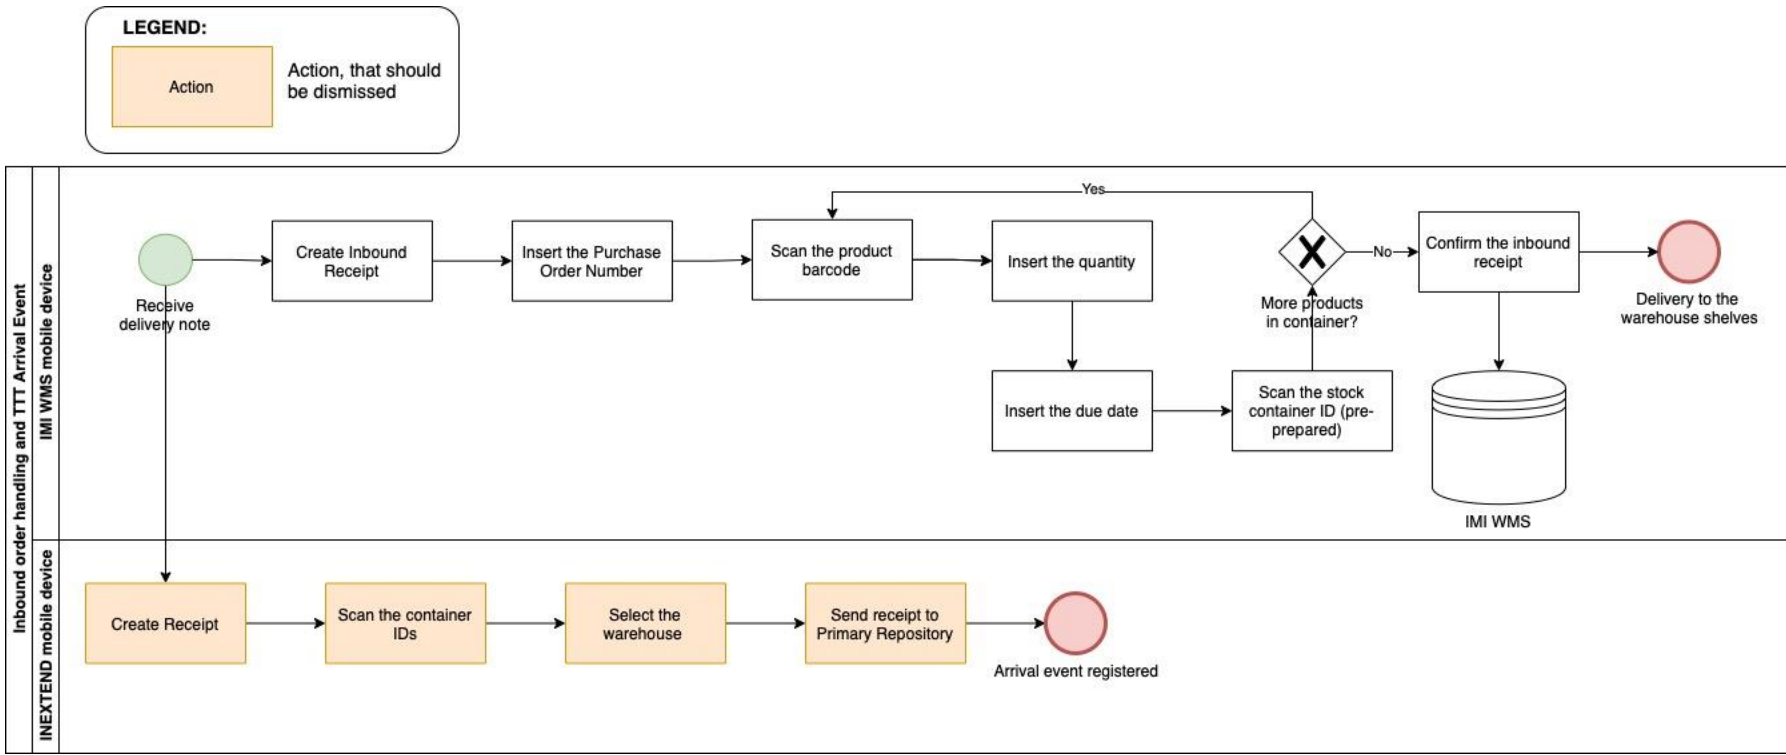 LEGEND:
Action
Action, that should
be dismissed
Inbound order handling and TTT Arrival Event
IMI WMS mobile device
Receive
delivery note
Create Inbound
Receipt
Insert the Purchase
Order Number
Scan the product
barcode
Insert the quantity
Insert the due date
Scan the stock
container ID (pre-
prepared)
More products
in container?
Yes
No
Confirm the inbound
receipt
IMI WMS
Delivery to the
warehouse shelves
INEXTEND mobile device
Create Receipt
Scan the container
IDs
Select the
warehouse
Send receipt to
Primary Repository
Arrival event registered